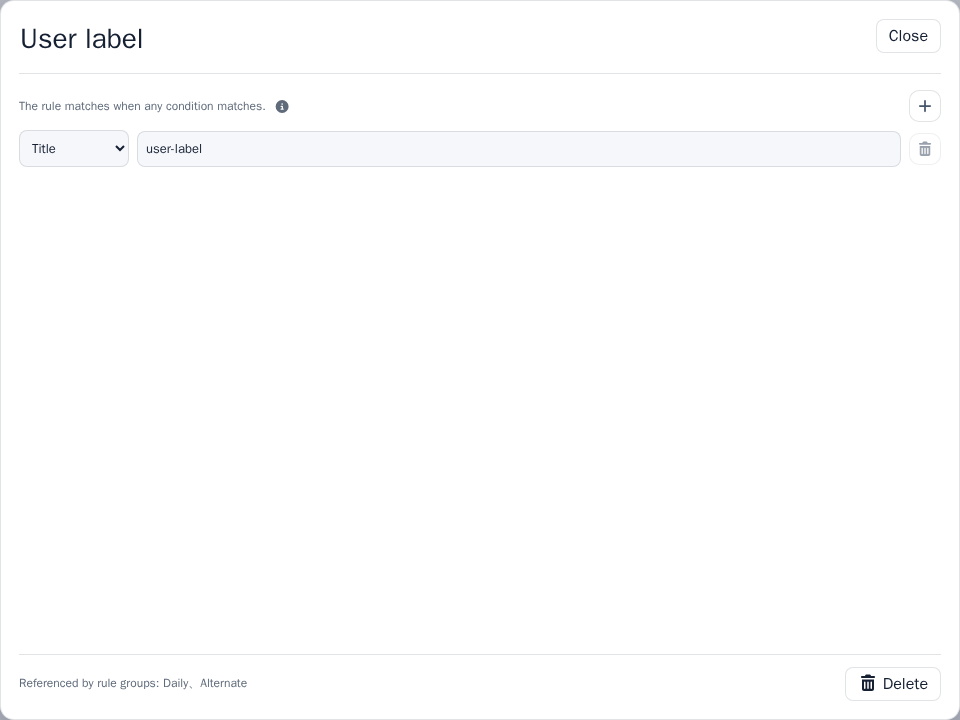 User label
Close
The rule matches when any condition matches.
Title
user-label
Referenced by rule groups: Daily、Alternate
Delete